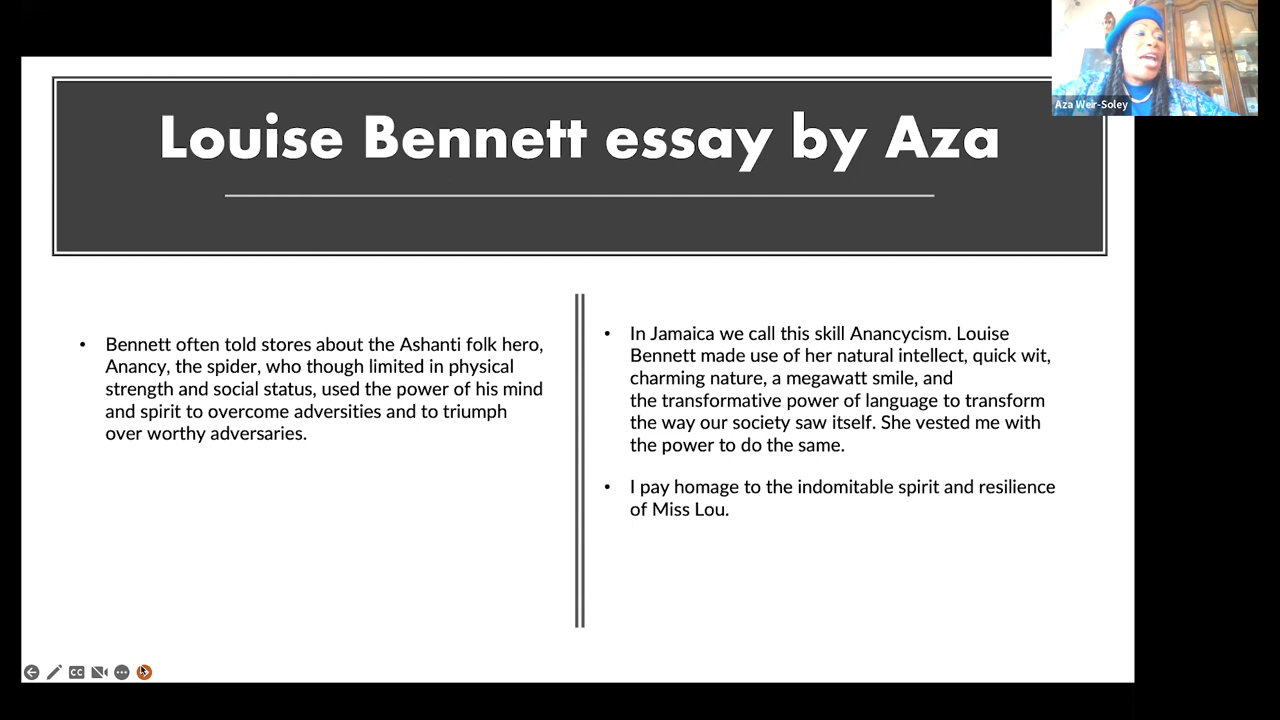 Aza Weir-Soley
Louise Bennett essay by Aza
• Bennett often told stores about the Ashanti folk hero,
Anancy, the spider, who though limited in physical
strength and social status, used the power of his mind
and spirit to overcome adversities and to triumph
over worthy adversaries.
• In Jamaica we call this skill Anancycism. Louise
Bennett made use of her natural intellect, quick wit,
charming nature, a megawatt smile, and
the transformative power of language to transform
the way our society saw itself. She vested me with
the power to do the same.
• I pay homage to the indomitable spirit and resilience
of Miss Lou.
CC